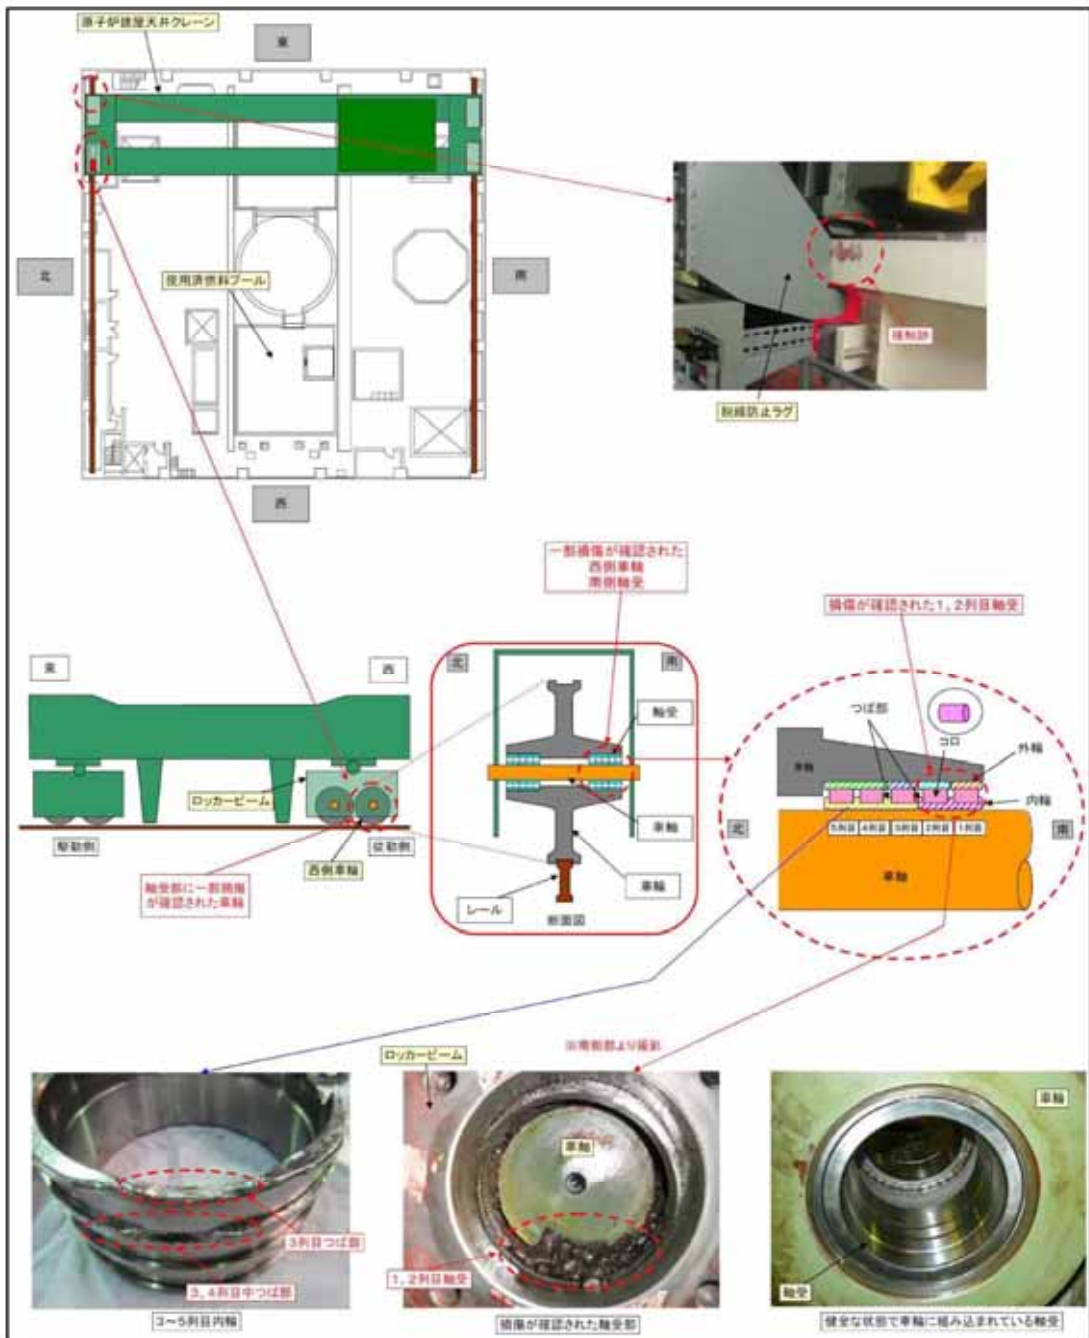 原子炉建屋天井クレーン
東
北
使用済燃料プール
南
西
接触跡
脱線防止ラグ
一部損傷が確認された
西側車輪
南側軸受
損傷が確認された1，2列目軸受
東
西
ロッカービーム
駆動側
従動側
西側車輪
軸受部に一部損傷
が確認された車輪
北
南
軸受
車軸
車輪
レール
断面図
つば部
コロ
外輪
車輪
内輪
北
5列目
4列目
3列目
2列目
1列目
南
車軸
ロッカービーム
※南側部より撮影
3列目つば部
3，4列目中つば部
3～5列目内輪
車軸
1，2列目軸受
損傷が確認された軸受部
車輪
軸受
健全な状態で車輪に組み込まれている軸受